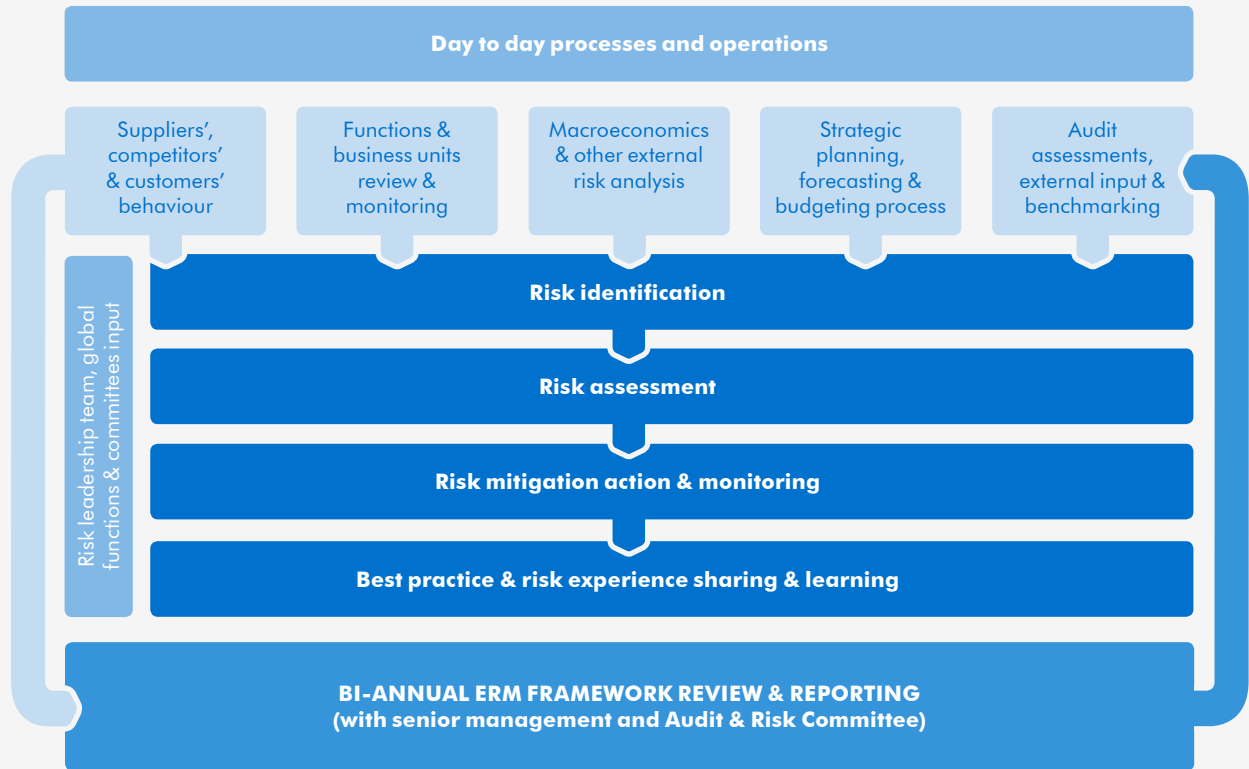 Day to day processes and operations
Suppliers’,
competitors’
& customers’
behaviour
Functions &
business units
review &
monitoring
Macroeconomics
& other external
risk analysis
Strategic
planning,
forecasting &
budgeting process
Audit
assessments,
external input &
benchmarking
Risk leadership team, global
functions & committees input
Risk identification
Risk assessment
Risk mitigation action & monitoring
Best practice & risk experience sharing & learning
BI-ANNUAL ERM FRAMEWORK REVIEW & REPORTING
(with senior management and Audit & Risk Committee)